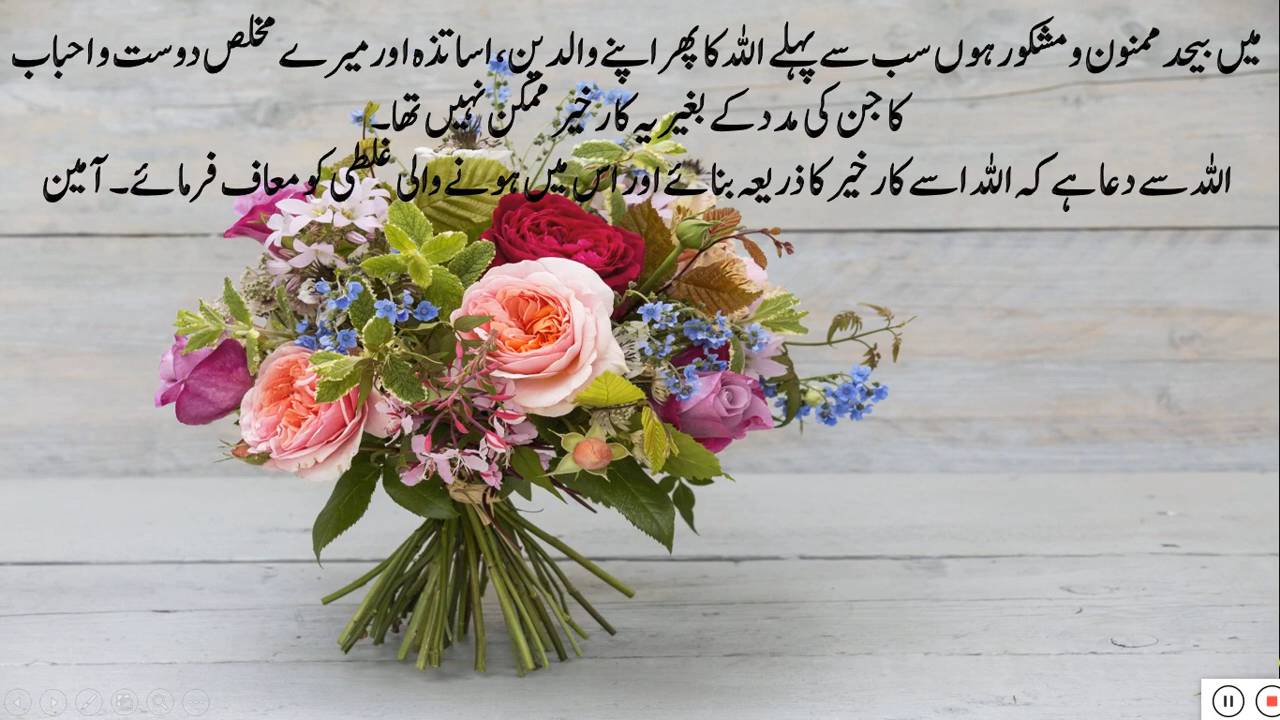 میں بیحد ممنون و مشکور ہوں سب سے پہلے اللہ کا پھر اپنے والدین،اساتذہ اور میرے مخلص دوست و احباب
کا جن کی مدد کے بغیر یہ کار خیر ممکن نہیں تھا۔
اللہ سے دعا ہے کہ اللہ اسے کار خیر کا ذریعہ بنائے اور اس میں ہونے والی غلطی کو معاف فرمائے۔ آمین